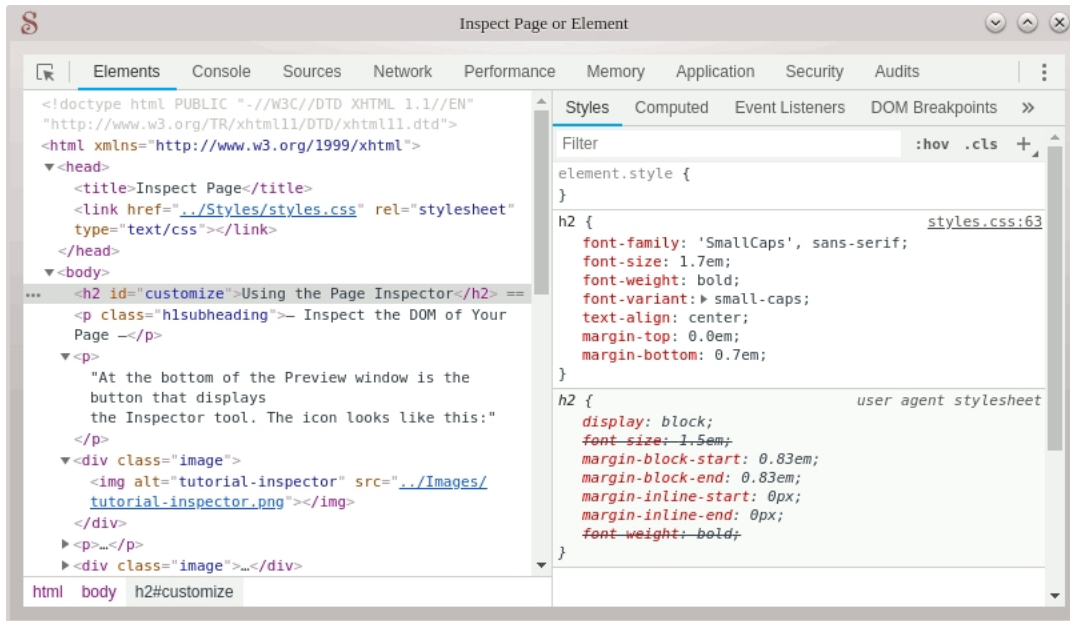 S
Inspect Page or Element
Elements Console Sources Network Performance Memory Application Security Audits
<!doctype html PUBLIC "-//W3C//DTD XHTML 1.1//EN"
"http://www.w3.org/TR/xhtml11/DTD/xhtml11.dtd">
<html xmlns="http://www.w3.org/1999/xhtml">
▼<head>
<title>Inspect Page</title>
<link href="../Styles/styles.css" rel="stylesheet"
type="text/css"></link>
</head>
▼<body>
... <h2 id="customize">Using the Page Inspector</h2> ==
<p class="h1subheading">— Inspect the DOM of Your
Page —</p>
▼<p>
"At the bottom of the Preview window is the
button that displays
the Inspector tool. The icon looks like this:"
</p>
▼<div class="image">
<img alt="tutorial-inspector" src="../Images/
tutorial-inspector.png"></img>
</div>
▶<p>…</p>
▶<div class="image">…</div>
html body h2#customize
Styles Computed Event Listeners DOM Breakpoints »
Filter :hov .cls +
element.style {
}
h2 { styles.css:63
font-family: 'SmallCaps', sans-serif;
font-size: 1.7em;
font-weight: bold;
font-variant:▶ small-caps;
text-align: center;
margin-top: 0.0em;
margin-bottom: 0.7em;
}
h2 { user agent stylesheet
display: block;
font-size: 1.5em;
margin-block-start: 0.83em;
margin-block-end: 0.83em;
margin-inline-start: 0px;
margin-inline-end: 0px;
font-weight: bold;
}